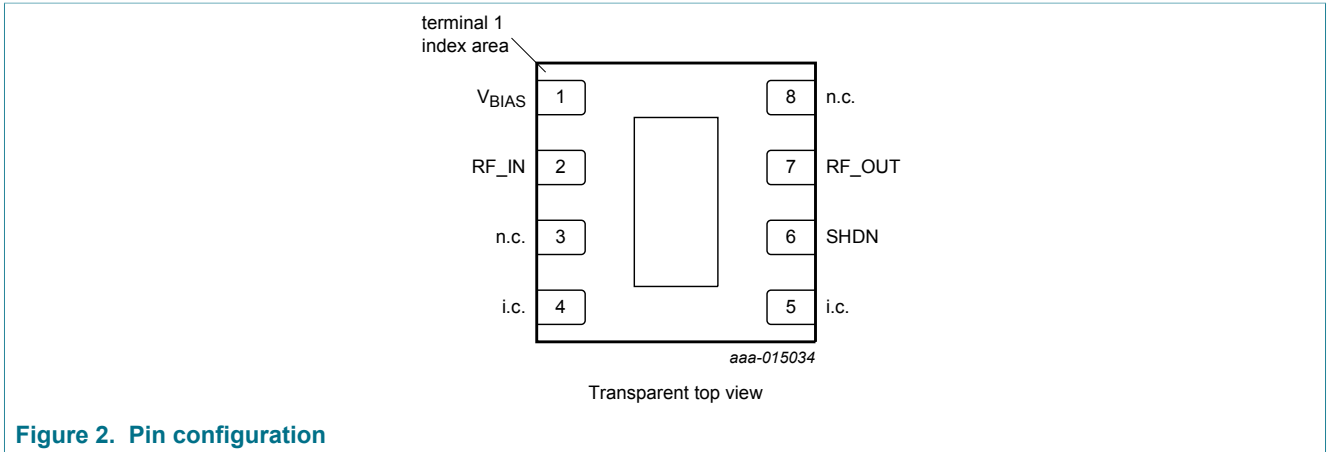 terminal 1
index area
VBIAS 1 8 n.c.
RF_IN 2 7 RF_OUT
n.c. 3 6 SHDN
i.c. 4 5 i.c.
aaa-015034
Transparent top view
Figure 2. Pin configuration